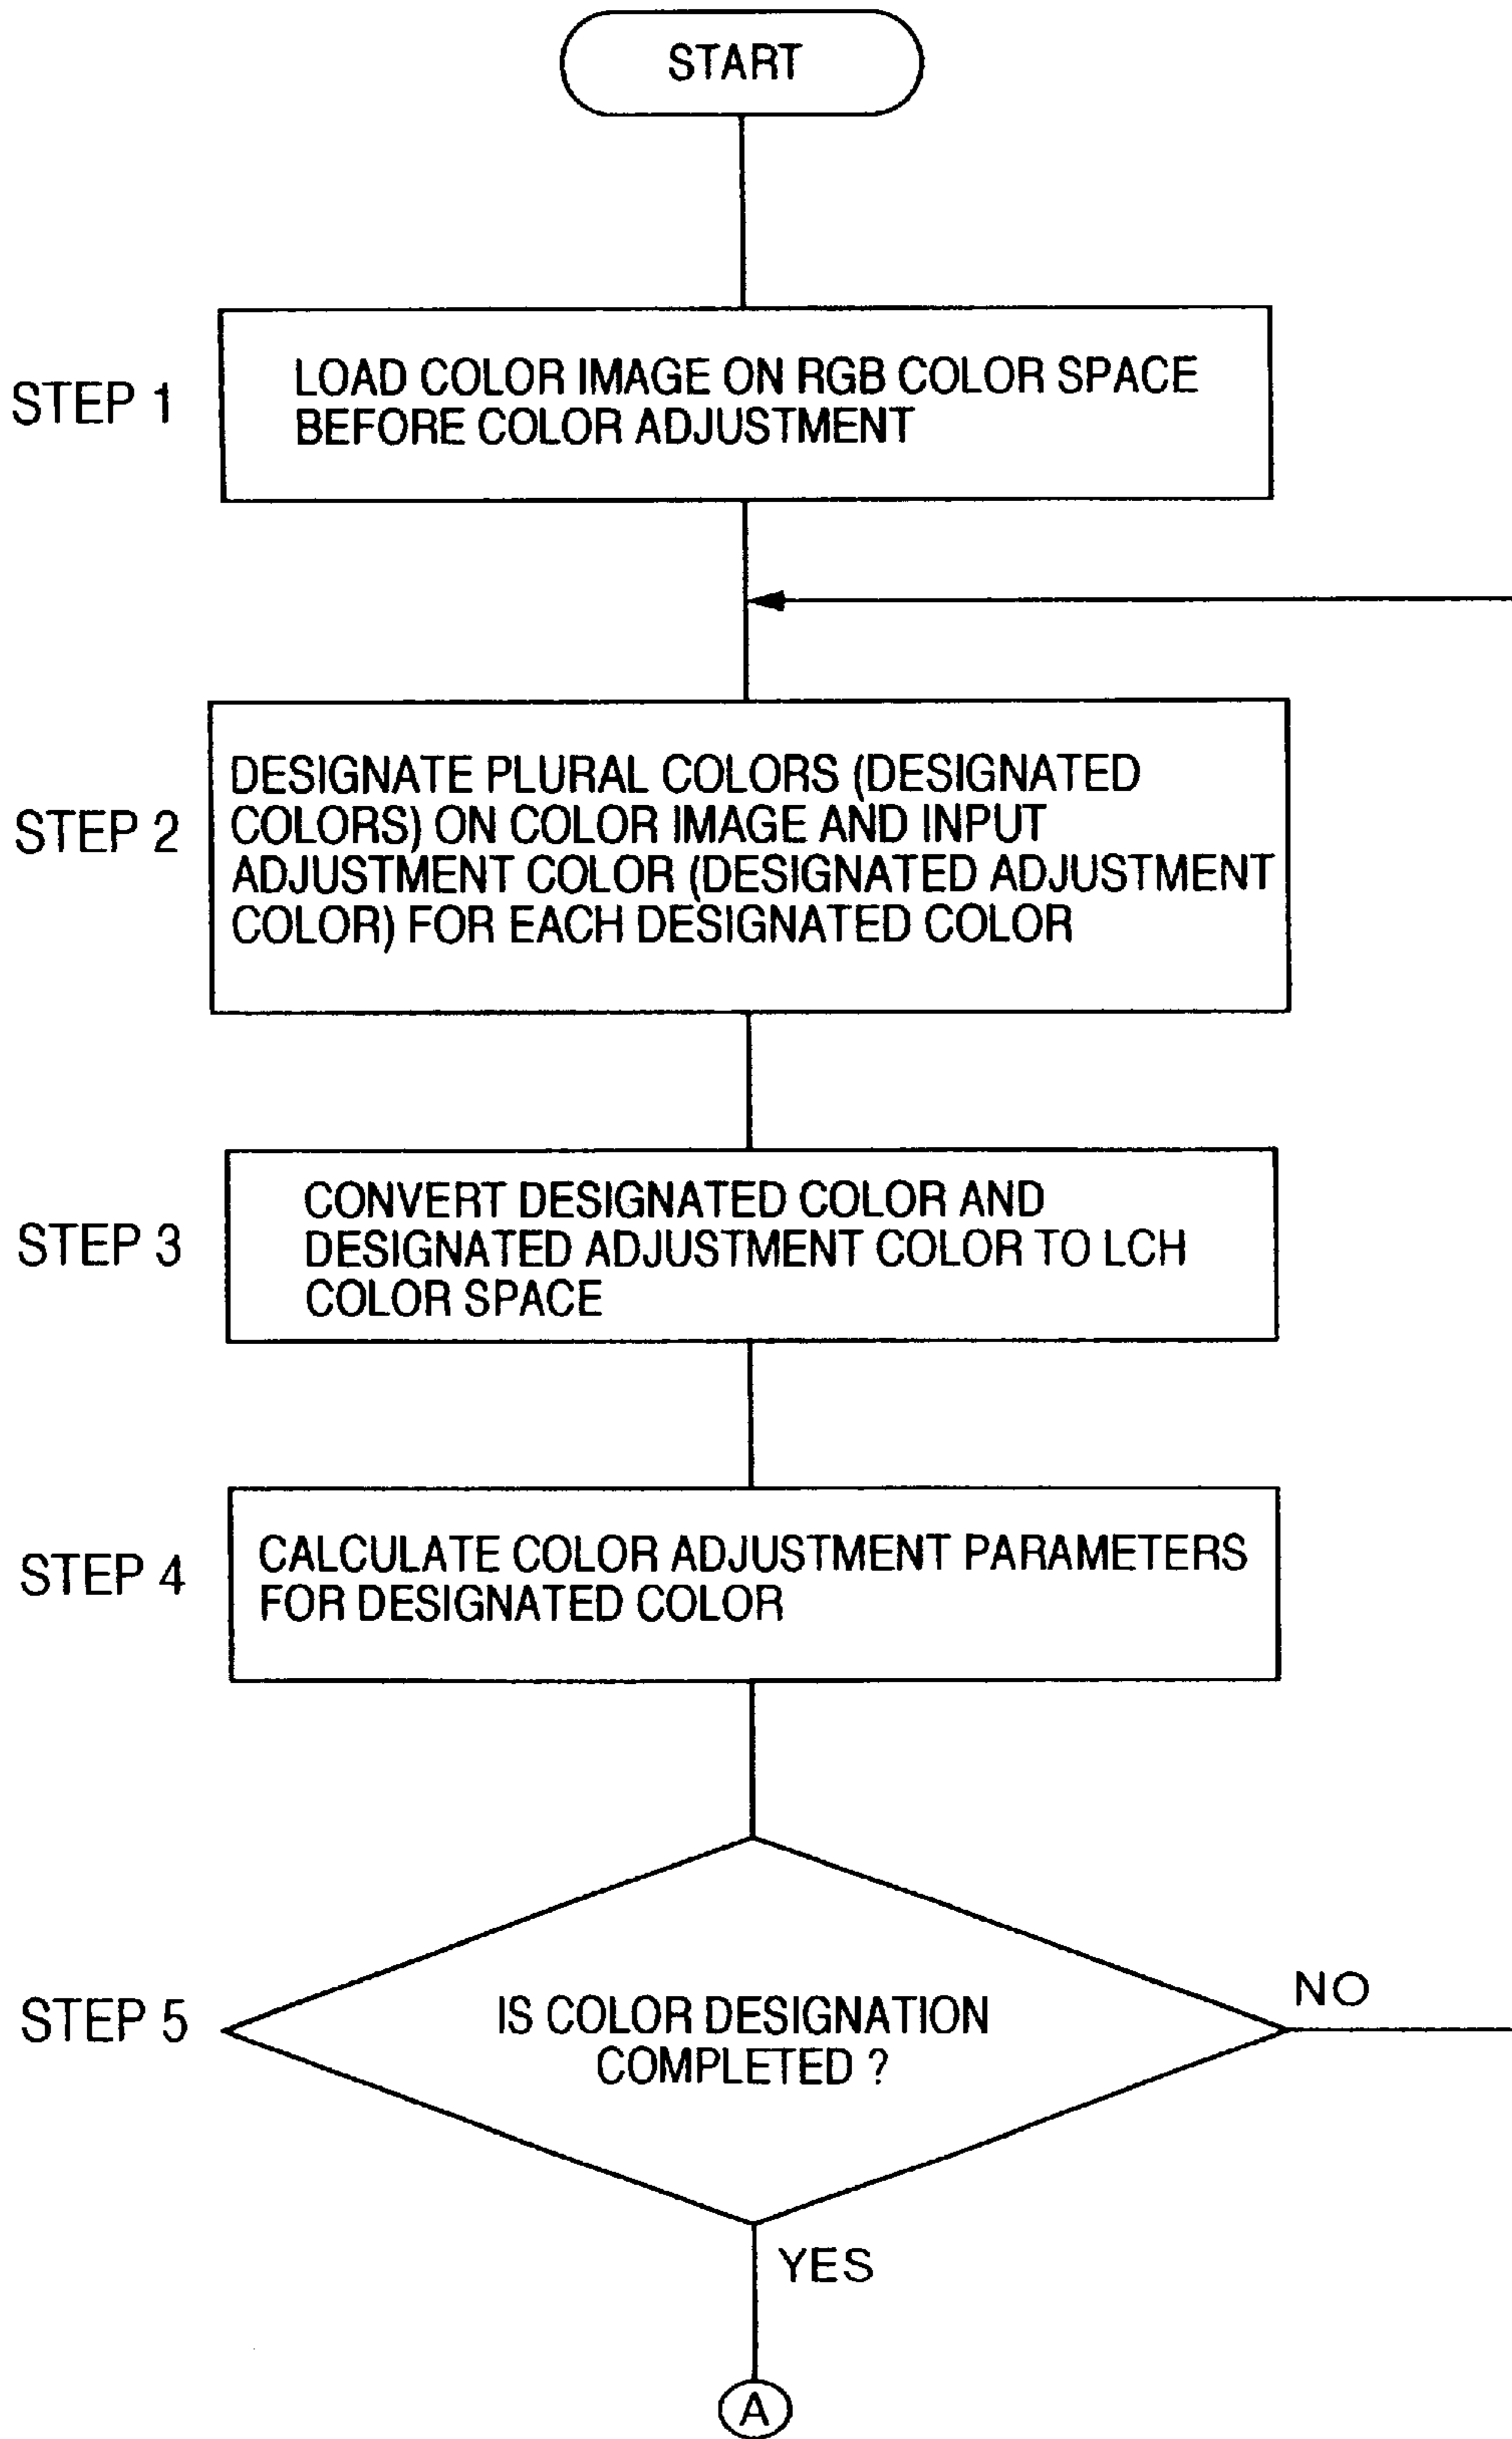 START
STEP 1
LOAD COLOR IMAGE ON RGB COLOR SPACE
BEFORE COLOR ADJUSTMENT
STEP 2
DESIGNATE PLURAL COLORS (DESIGNATED
COLORS) ON COLOR IMAGE AND INPUT
ADJUSTMENT COLOR (DESIGNATED ADJUSTMENT
COLOR) FOR EACH DESIGNATED COLOR
STEP 3
CONVERT DESIGNATED COLOR AND
DESIGNATED ADJUSTMENT COLOR TO LCH
COLOR SPACE
STEP 4
CALCULATE COLOR ADJUSTMENT PARAMETERS
FOR DESIGNATED COLOR
STEP 5
IS COLOR DESIGNATION
COMPLETED ?
NO
YES
A